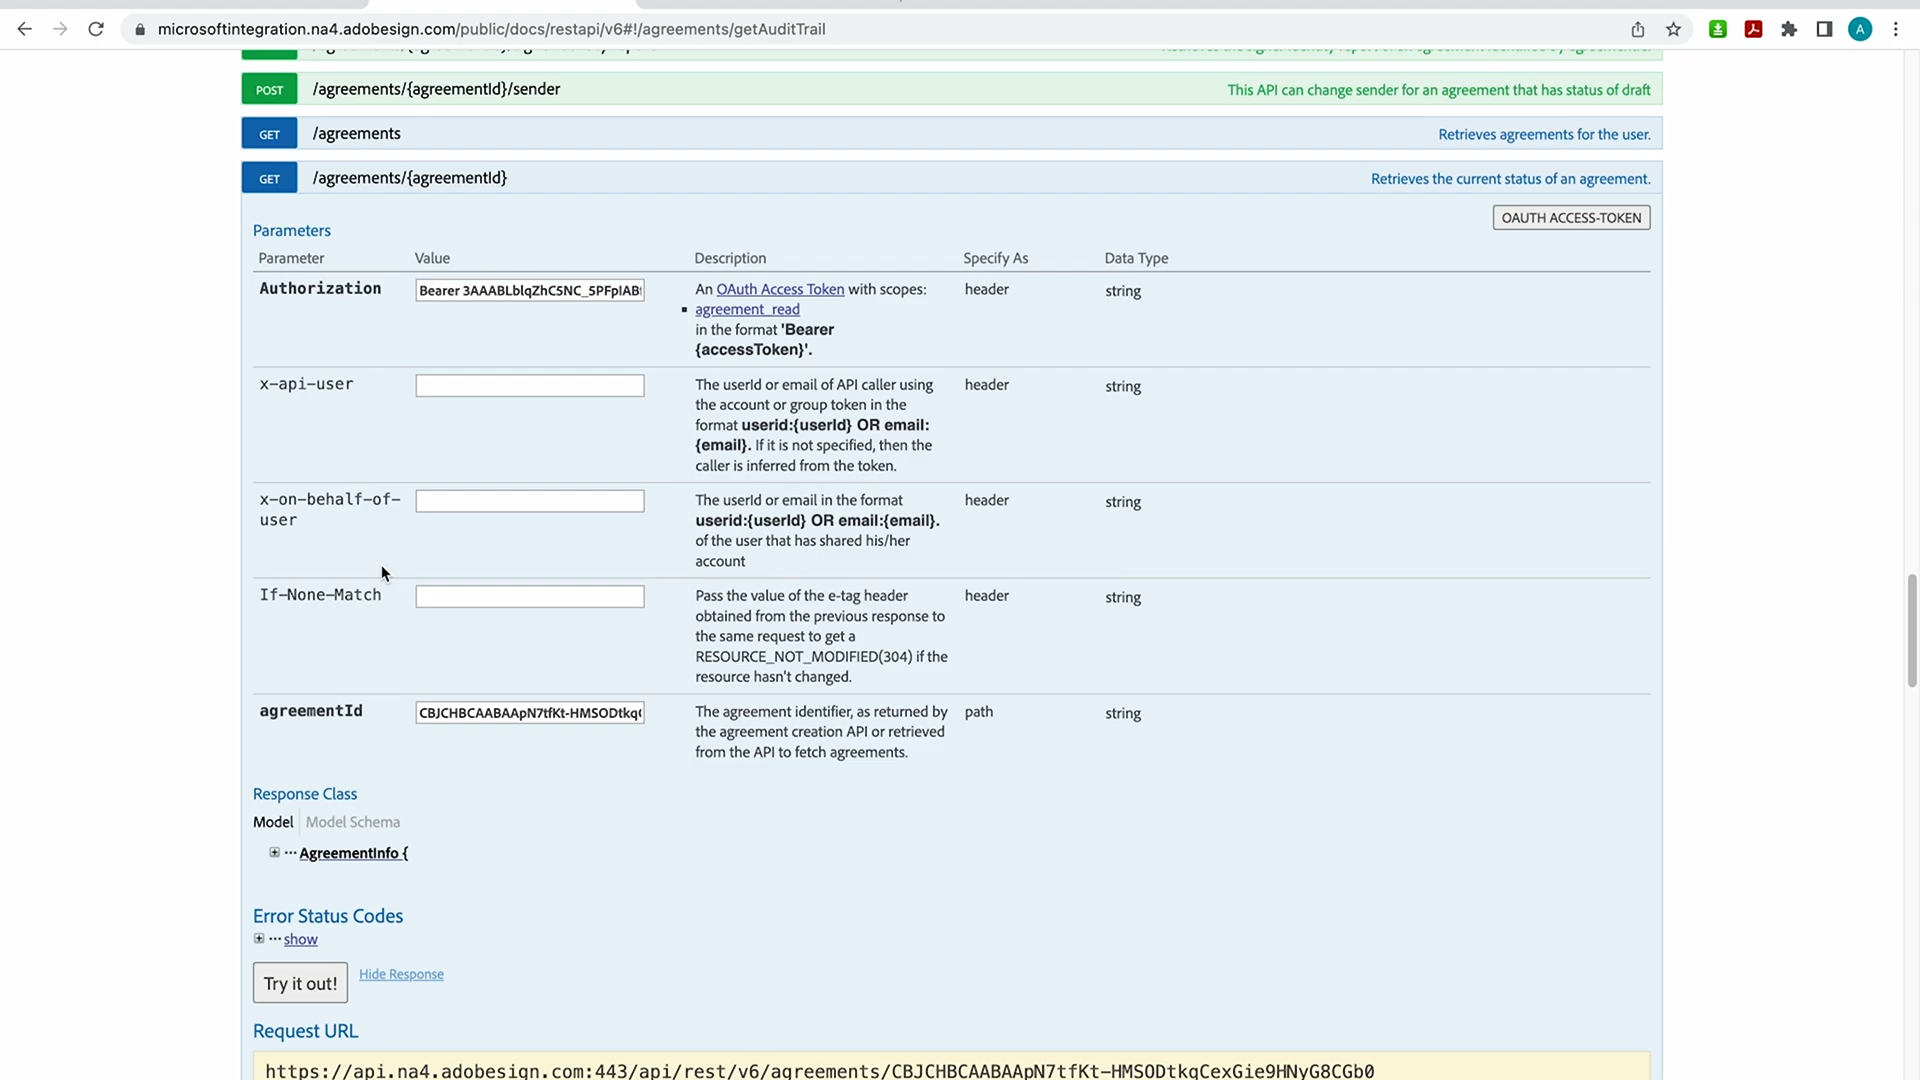 microsoftintegration.na4.adobesign.com/public/docs/restapi/v6#!/agreements/getAuditTrail
A
POST /agreements/{agreementId}/sender This API can change sender for an agreement that has status of draft
GET /agreements Retrieves agreements for the user.
GET /agreements/{agreementId} Retrieves the current status of an agreement.
OAUTH ACCESS-TOKEN
Parameters
Parameter Value Description Specify As Data Type
Authorization Bearer 3AAABLblqZhC5NC_5PFpIAB An OAuth Access Token with scopes: header string
agreement_read
in the format 'Bearer
{accessToken}'.
x-api-user The userId or email of API caller using header string
the account or group token in the
format userid:{userId} OR email:
{email}. If it is not specified, then the
caller is inferred from the token.
x-on-behalf-of- The userId or email in the format header string
user userid:{userId} OR email:{email}.
of the user that has shared his/her
account
If-None-Match Pass the value of the e-tag header header string
obtained from the previous response to
the same request to get a
RESOURCE_NOT_MODIFIED(304) if the
resource hasn't changed.
agreementId CBJCHBCAABAApN7tfKt-HMSODtkq The agreement identifier, as returned by path string
the agreement creation API or retrieved
from the API to fetch agreements.
Response Class
Model Model Schema
··· AgreementInfo {
Error Status Codes
··· show
Try it out! Hide Response
Request URL
https://api.na4.adobesign.com:443/api/rest/v6/agreements/CBJCHBCAABAApN7tfKt-HMSODtkqCexGie9HNyG8CGb0